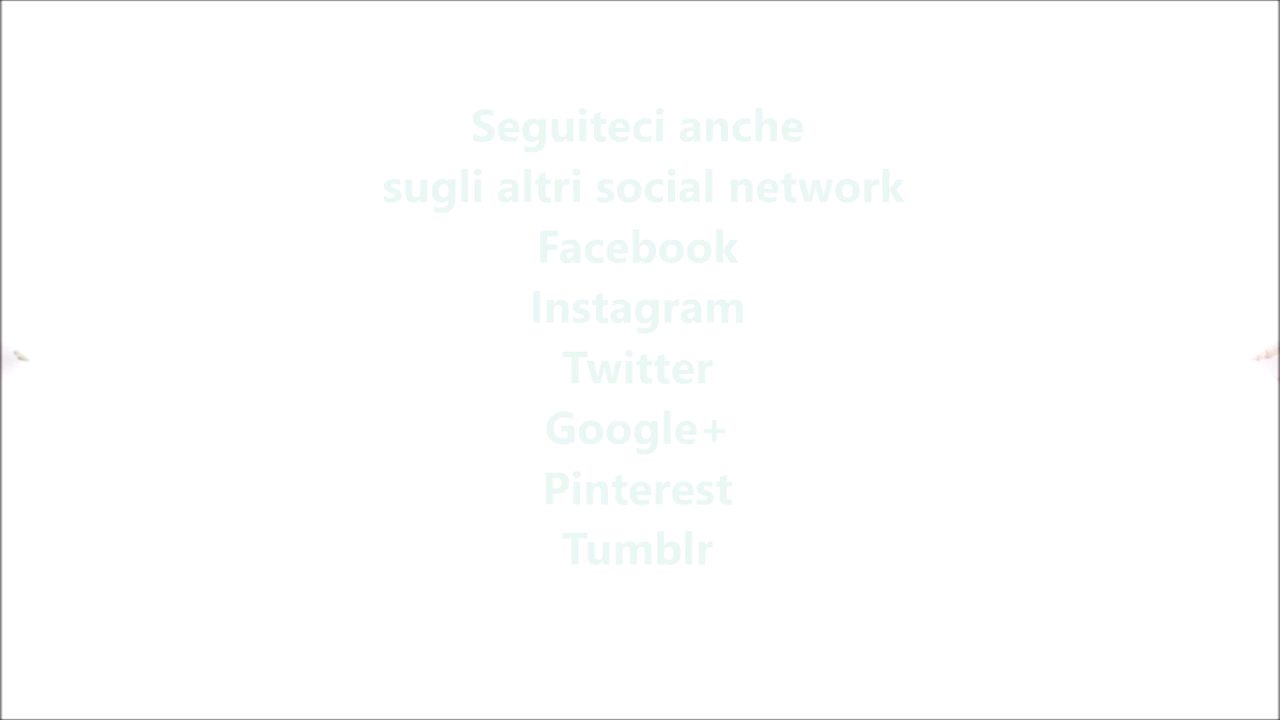 Seguiteci anche
sugli altri social network
Facebook
Instagram
Twitter
Google+
Pinterest
Tumblr